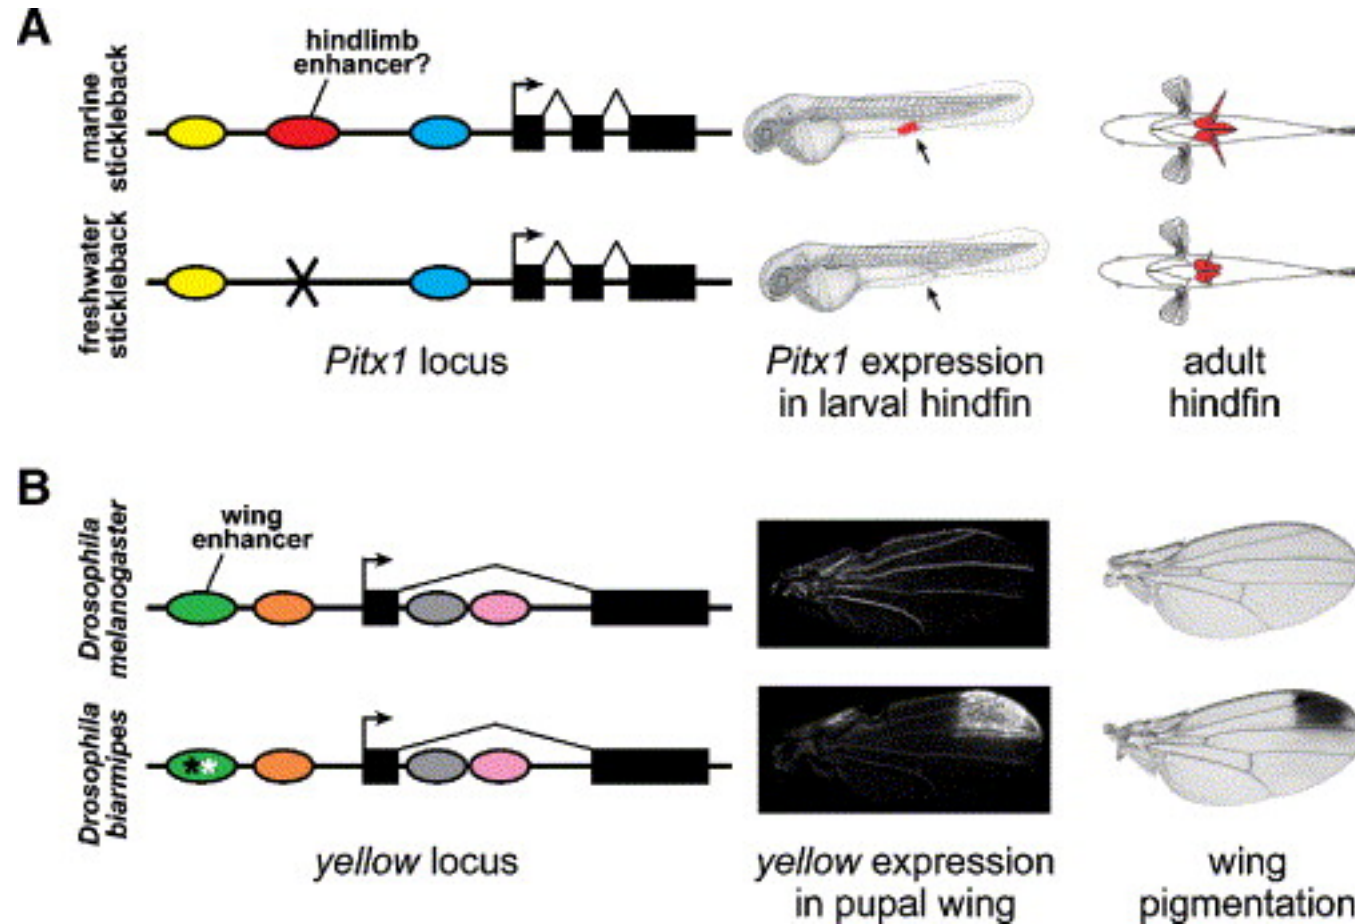 A
marine
stickleback
hindlimb
enhancer?
freshwater
stickleback
Pitx1 locus
Pitx1 expression
in larval hindfin
adult
hindfin
B
Drosophila
melanogaster
wing
enhancer
Drosophila
biarmipes
**
yellow locus
yellow expression
in pupal wing
wing
pigmentation